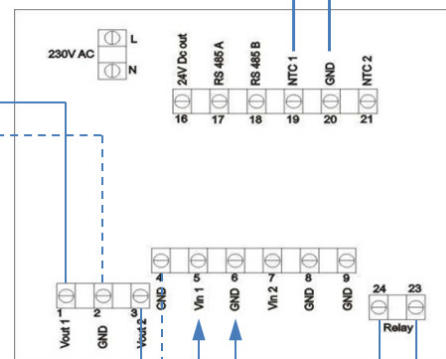 L
230V AC
N
24V Dc out
RS 485 A
RS 485 B
NTC 1
GND
NTC 2
16 17 18 19 20 21
4 5 6 7 8 9
GND
Vin 1
GND
Vin 2
GND
GND
1 2 3
Vout 1
GND
Vout 2
24 23
Relay